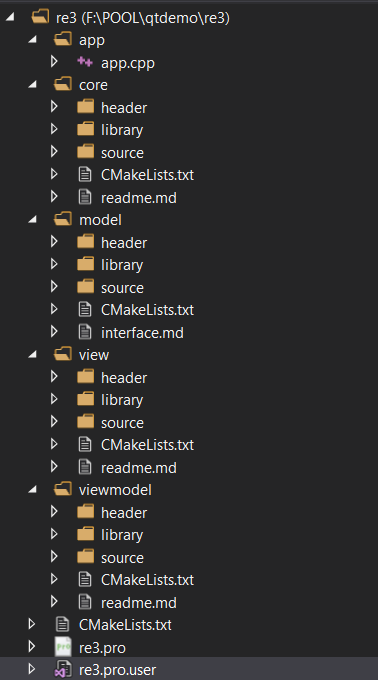 re3 (F:\POOL\qtdemo\re3)
app
app.cpp
core
header
library
source
CMakeLists.txt
readme.md
model
header
library
source
CMakeLists.txt
interface.md
view
header
library
source
CMakeLists.txt
readme.md
viewmodel
header
library
source
CMakeLists.txt
readme.md
CMakeLists.txt
re3.pro
re3.pro.user